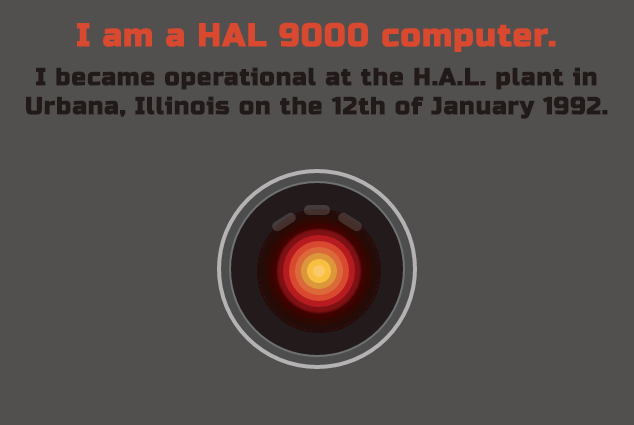 I am a HAL 9000 computer.
I became operational at the H.A.L. plant in
Urbana, Illinois on the 12th of January 1992.